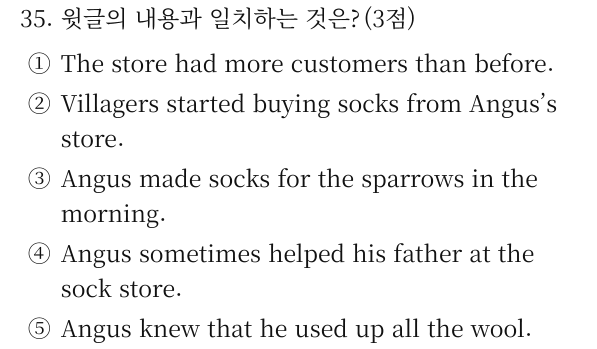 35. 윗글의 내용과 일치하는 것은?(3점)
① The store had more customers than before.
② Villagers started buying socks from Angus’s
store.
③ Angus made socks for the sparrows in the
morning.
④ Angus sometimes helped his father at the
sock store.
⑤ Angus knew that he used up all the wool.